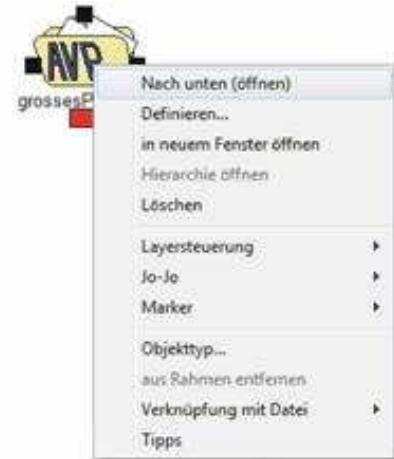 AVP
grossesP
Nach unten (öffnen)
Definieren...
in neuem Fenster öffnen
Hierarchie öffnen
Löschen
Layersteuerung
Jo-Jo
Marker
Objekttyp...
aus Rahmen entfernen
Verknüpfung mit Datei
Tipps